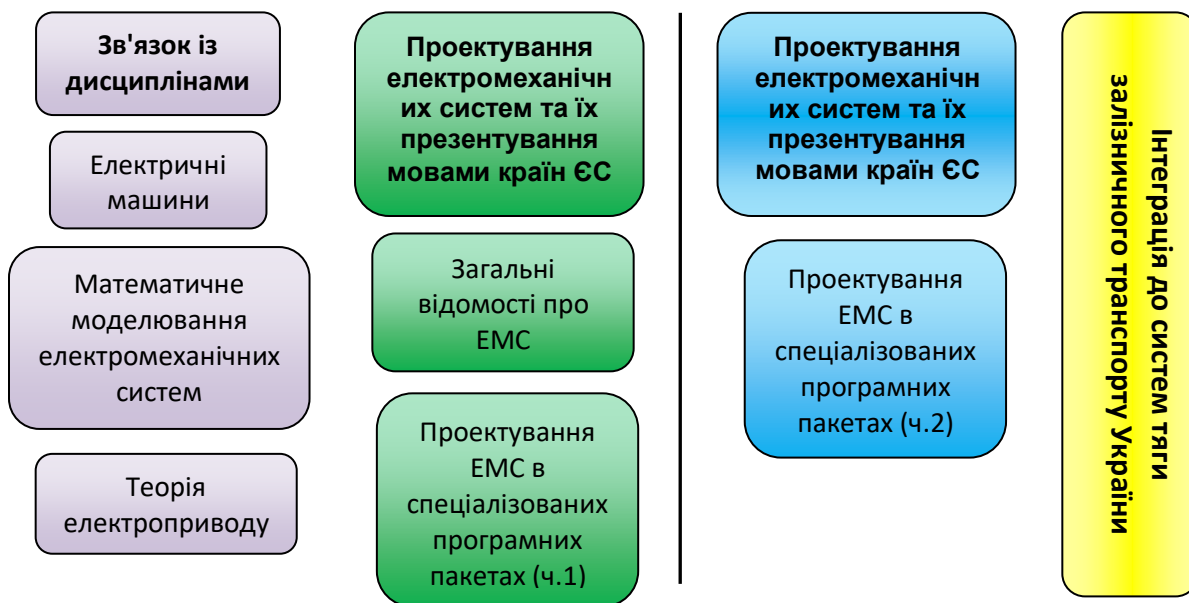 Зв'язок із
дисциплінами
Електричні
машини
Математичне
моделювання
електромеханічних
систем
Теорія
електроприводу
Проектування
електромеханічн
их систем та їх
презентування
мовами країн ЄС
Загальні
відомості про
ЕМС
Проектування
ЕМС в
спеціалізованих
програмних
пакетах (ч.1)
Проектування
електромеханічн
их систем та їх
презентування
мовами країн ЄС
Проектування
ЕМС в
спеціалізованих
програмних
пакетах (ч.2)
Інтеграція до систем тяги
залізничного транспорту України